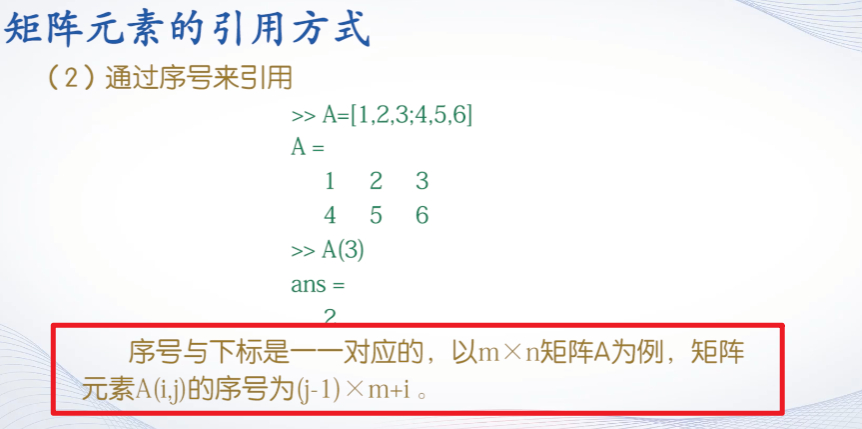 矩阵元素的引用方式
（2）通过序号来引用
>> A=[1,2,3;4,5,6]
A =
1 2 3
4 5 6
>> A(3)
ans =
2
序号与下标是一一对应的，以m×n矩阵A为例，矩阵
元素A(i,j)的序号为(j-1)×m+i 。